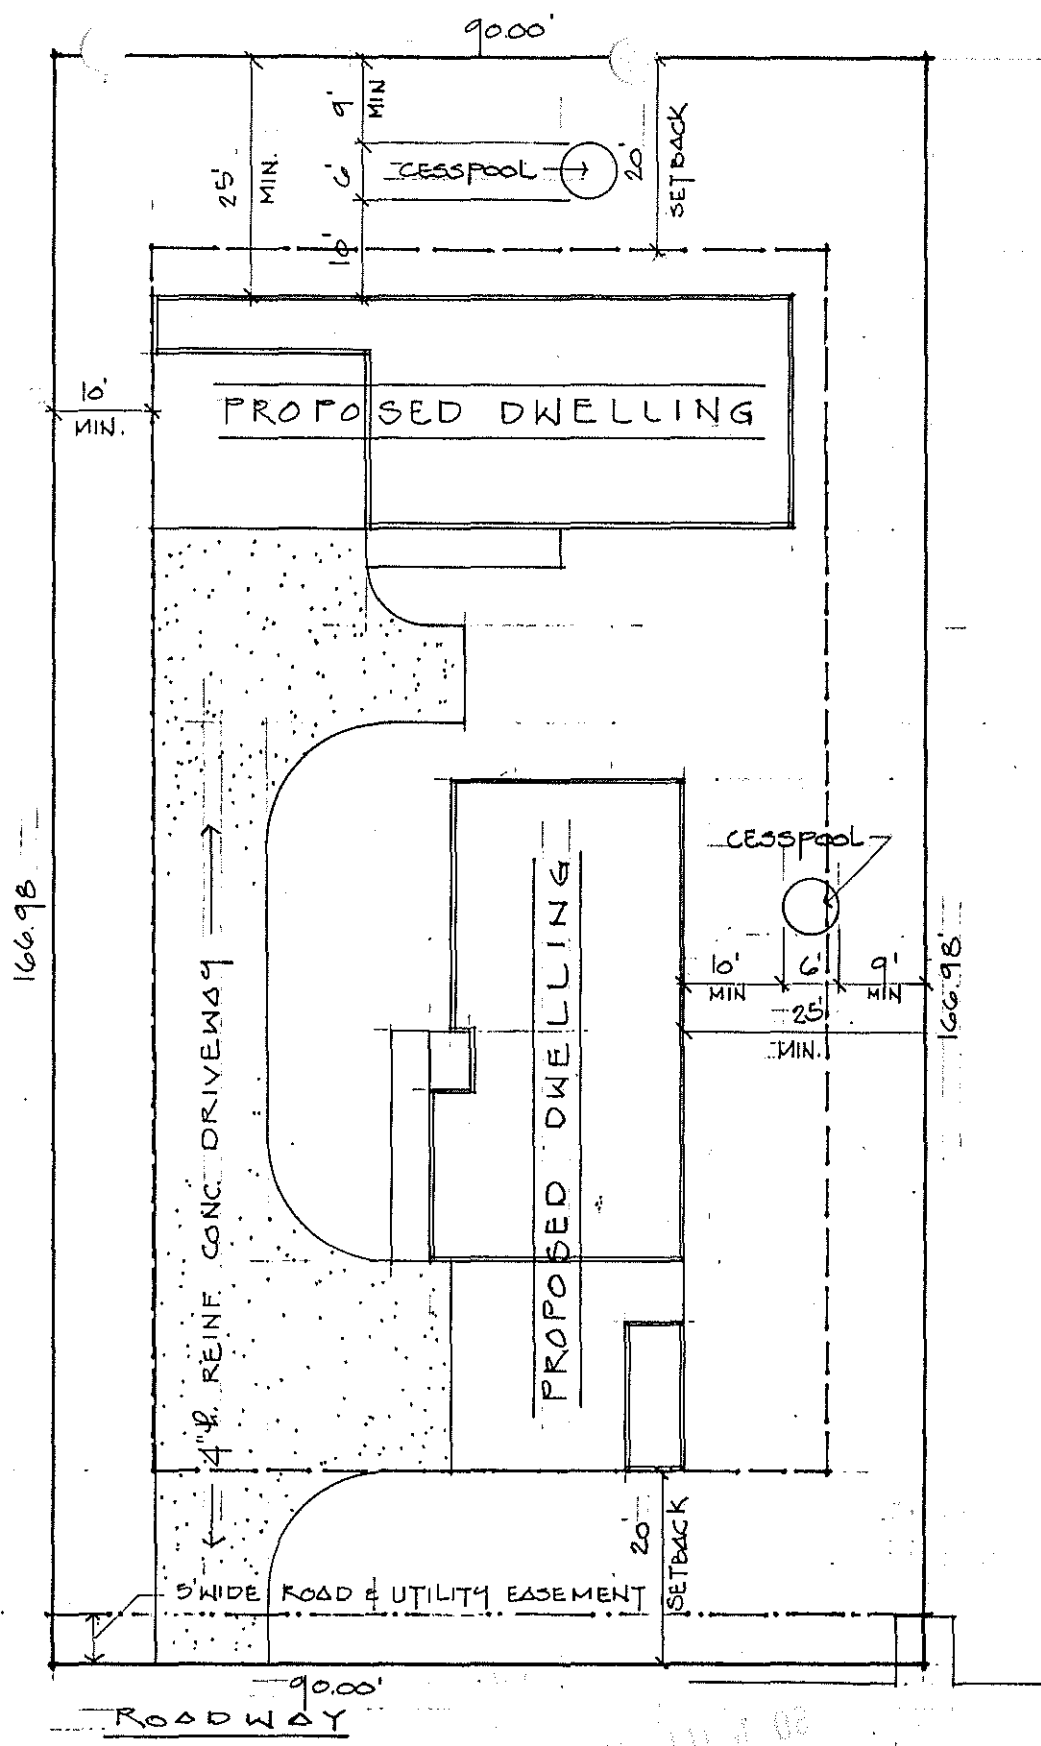 90.00'
9'
MIN
25'
MIN.
6'
CESSPOOL
20'
SETBACK
10'
10'
MIN.
PROPOSED DWELLING
166.98
4" R. REINF. CONC. DRIVEWAY
PROPOSED DWELLING
CESSPOOL
10'
MIN
6'
9'
MIN
25'
MIN.
166.98'
20'
SETBACK
5' WIDE ROAD & UTILITY EASEMENT
90.00'
ROADWAY